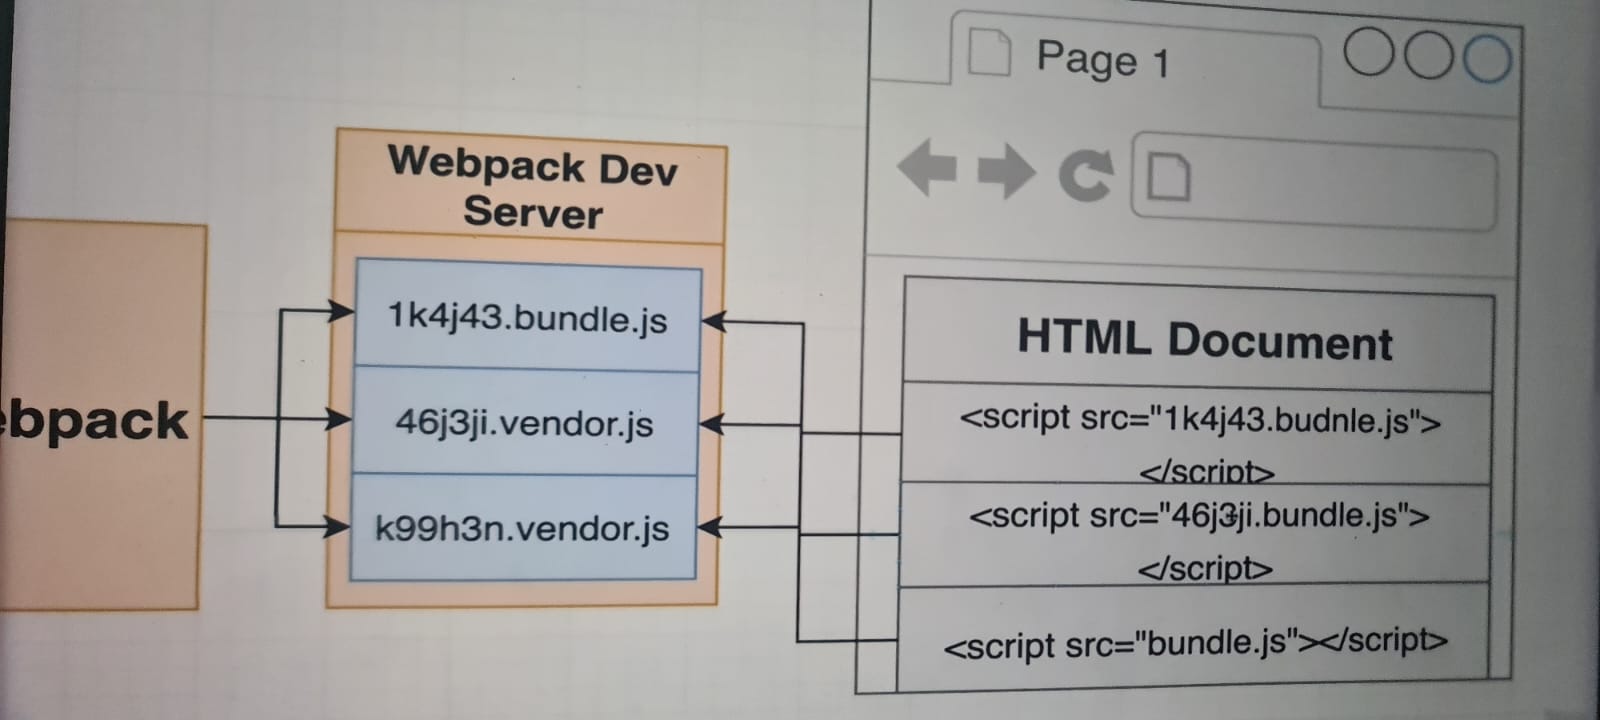 Page 1
Webpack Dev
Server
1k4j43.bundle.js
46j3ji.vendor.js
k99h3n.vendor.js
ebpack
HTML Document
<script src="1k4j43.budnle.js">
</script>
<script src="46j3ji.bundle.js">
</script>
<script src="bundle.js"></script>